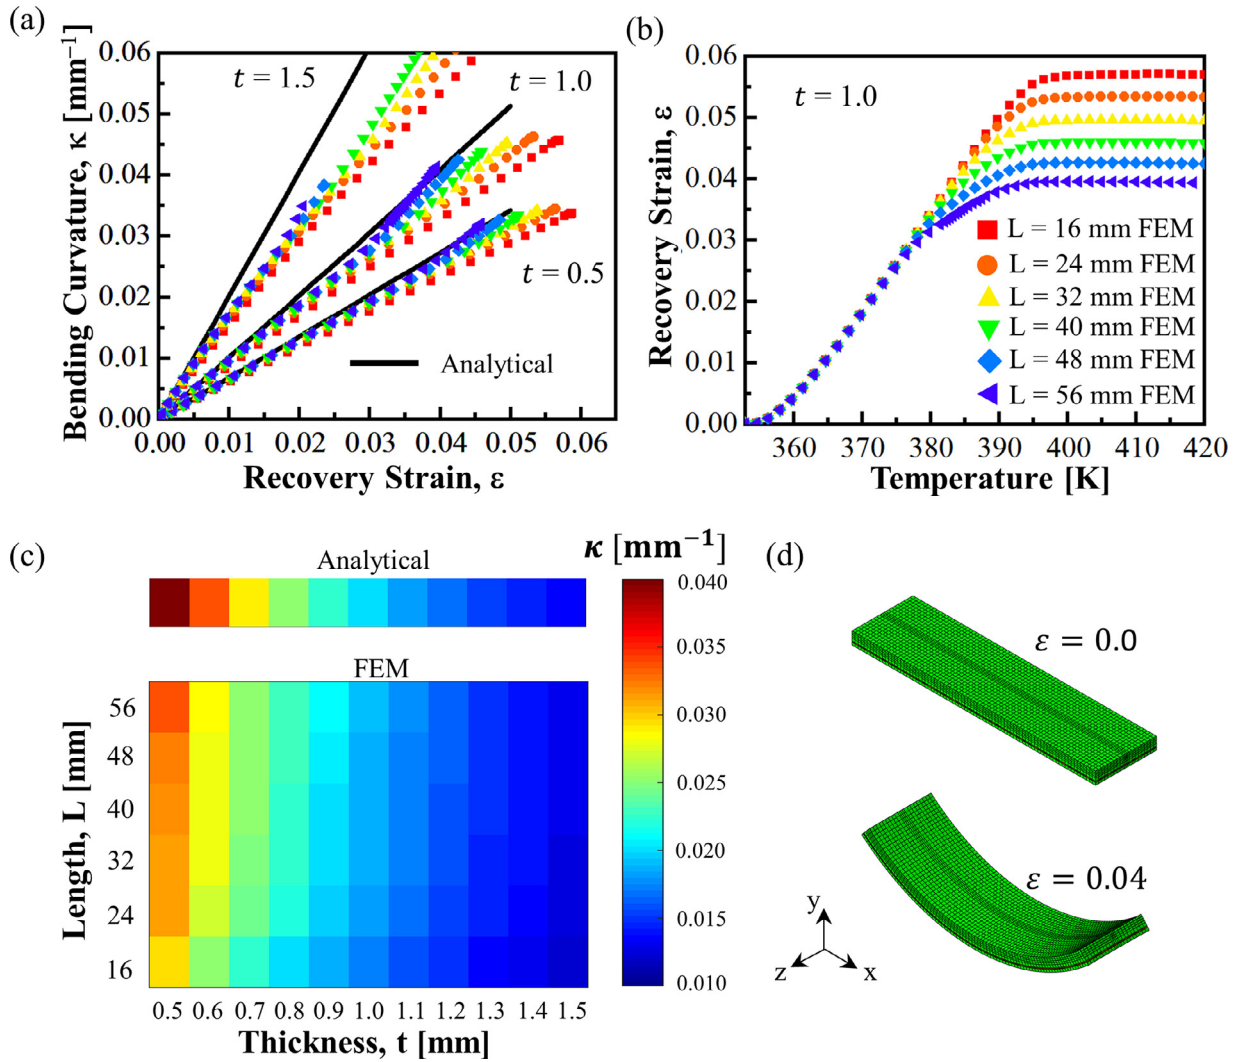 (a)
Bending Curvature, κ [mm⁻¹]
0.06
0.05
0.04
0.03
0.02
0.01
0.00
t = 1.5
t = 1.0
t = 0.5
Analytical
0.00 0.01 0.02 0.03 0.04 0.05 0.06
Recovery Strain, ε
(b)
Recovery Strain, ε
0.06
0.05
0.04
0.03
0.02
0.01
0.00
t = 1.0
L = 16 mm FEM
L = 24 mm FEM
L = 32 mm FEM
L = 40 mm FEM
L = 48 mm FEM
L = 56 mm FEM
360 370 380 390 400 410 420
Temperature [K]
(c)
Analytical
FEM
Length, L [mm]
56
48
40
32
24
16
0.5 0.6 0.7 0.8 0.9 1.0 1.1 1.2 1.3 1.4 1.5
Thickness, t [mm]
κ [mm⁻¹]
0.040
0.035
0.030
0.025
0.020
0.015
0.010
(d)
ε = 0.0
ε = 0.04
y
z
x